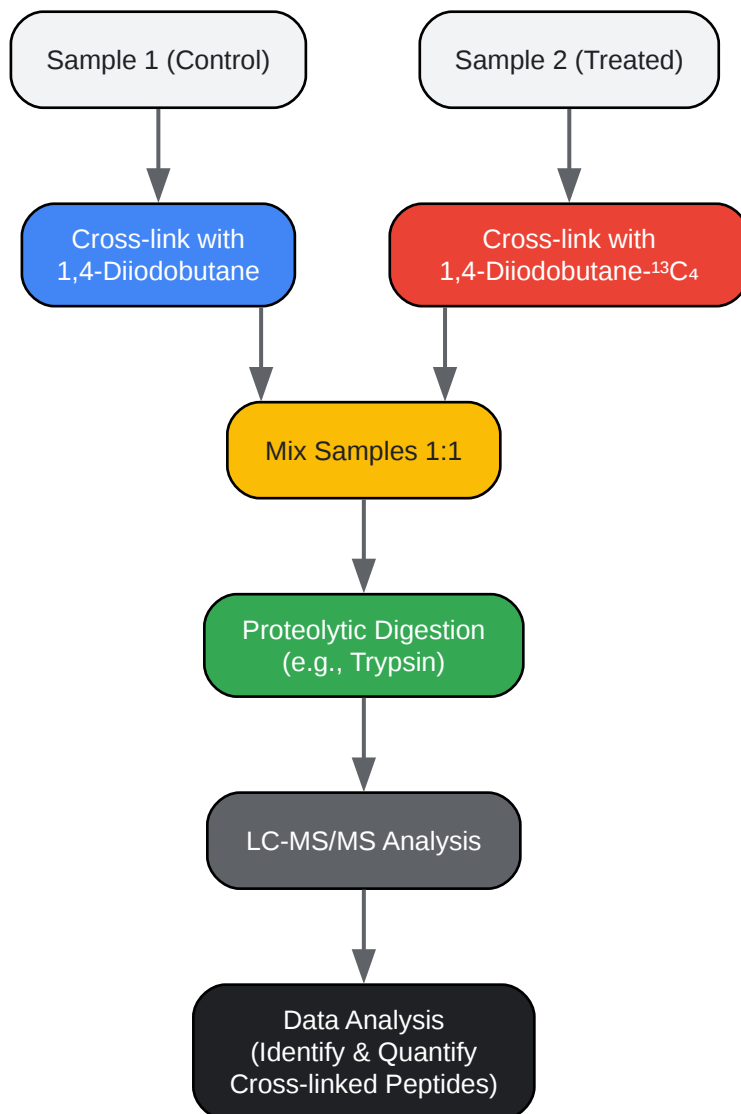 Sample 1 (Control)
Sample 2 (Treated)
Cross-link with
1,4-Diiodobutane
Cross-link with
1,4-Diiodobutane-¹³C₄
Mix Samples 1:1
Proteolytic Digestion
(e.g., Trypsin)
LC-MS/MS Analysis
Data Analysis
(Identify & Quantify
Cross-linked Peptides)